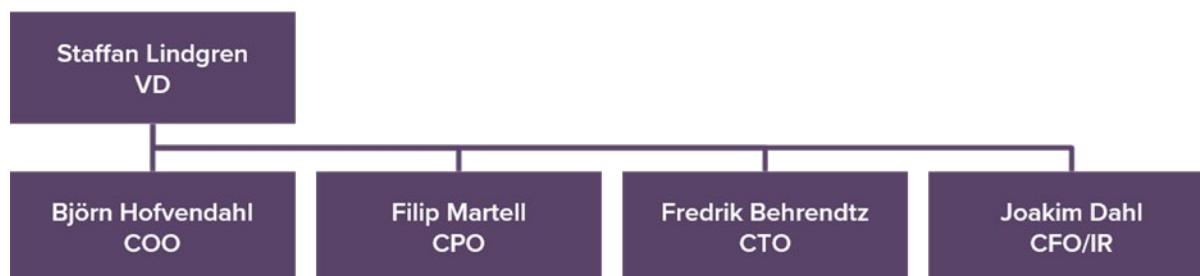 Staffan Lindgren
VD
Björn Hofvendahl
COO
Filip Martell
CPO
Fredrik Behrendtz
CTO
Joakim Dahl
CFO/IR